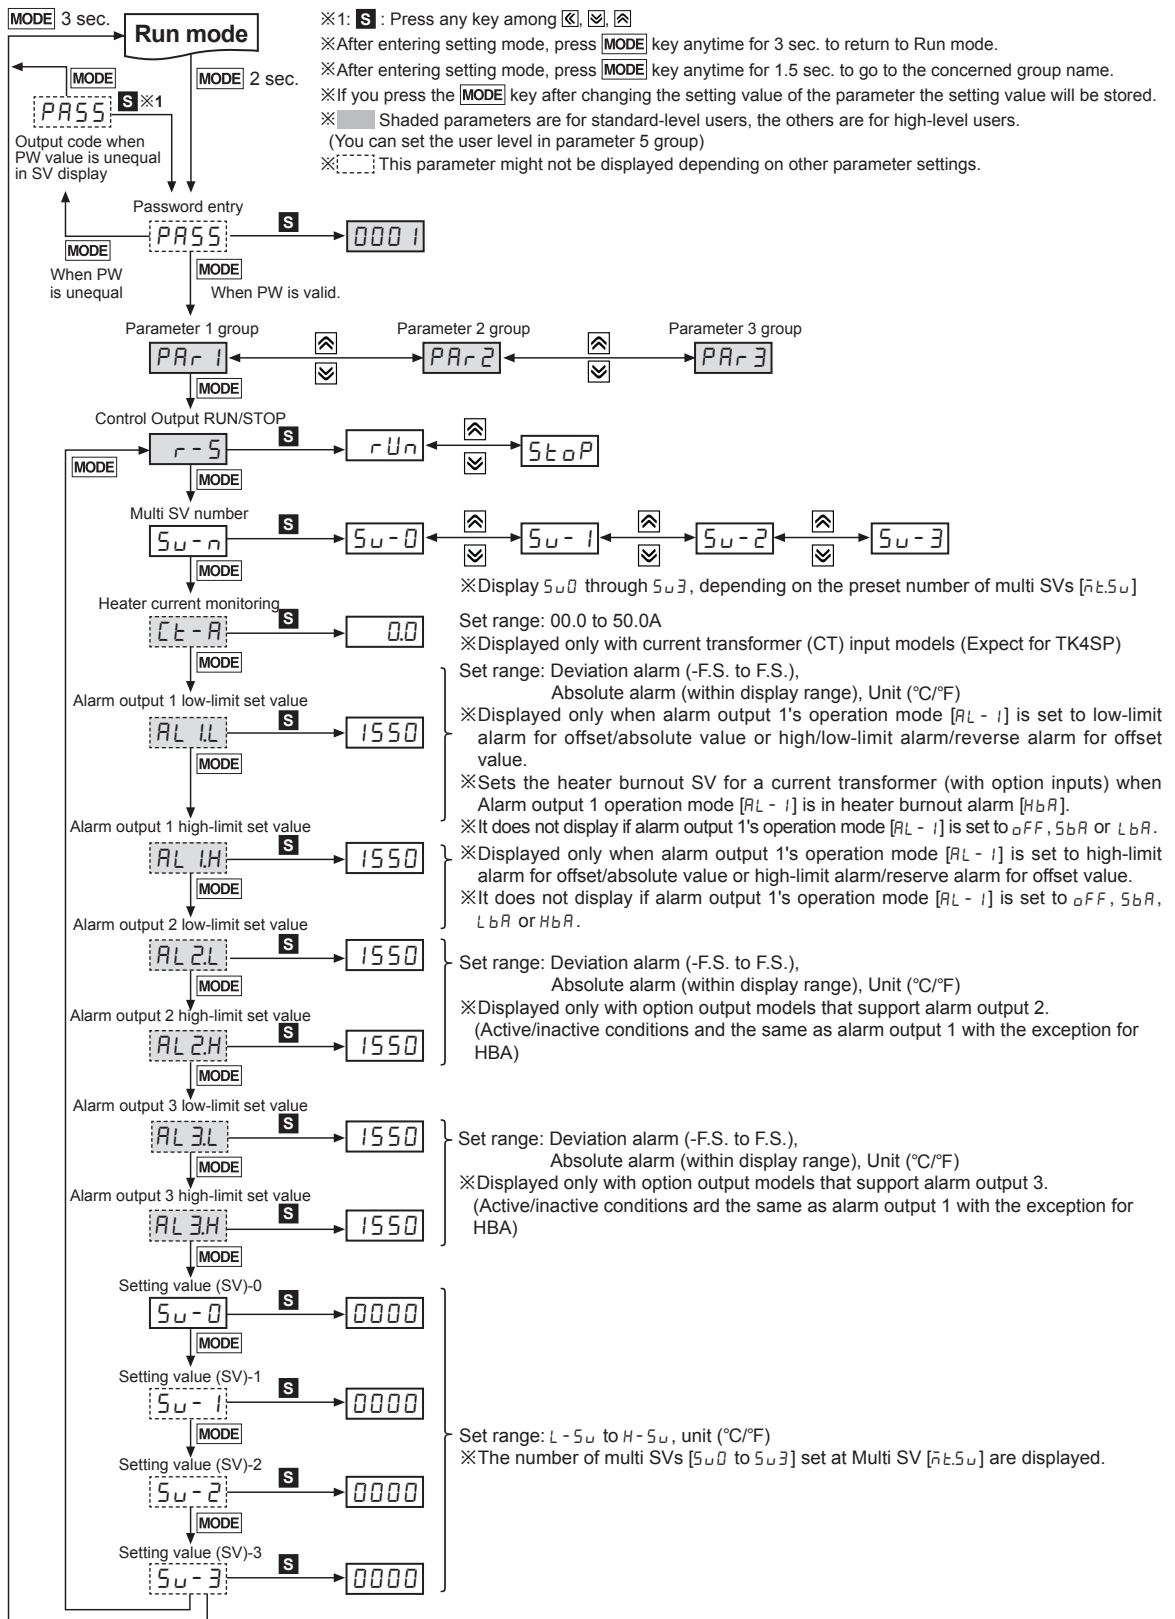 MODE 3 sec.
Run mode
※1: S : Press any key among «, ︾, ︽
※After entering setting mode, press MODE key anytime for 3 sec. to return to Run mode.
※After entering setting mode, press MODE key anytime for 1.5 sec. to go to the concerned group name.
※If you press the MODE key after changing the setting value of the parameter the setting value will be stored.
※ Shaded parameters are for standard-level users, the others are for high-level users.
(You can set the user level in parameter 5 group)
※ This parameter might not be displayed depending on other parameter settings.
MODE
MODE 2 sec.
PASS
S ※1
Output code when
PW value is unequal
in SV display
Password entry
PASS
S
0001
MODE
When PW
is unequal
MODE
When PW is valid.
Parameter 1 group
Parameter 2 group
Parameter 3 group
PAr1
PAr2
PAr3
MODE
Control Output RUN/STOP
r-S
S
rUn
StoP
MODE
MODE
Multi SV number
Sv-n
S
Sv-0
Sv-1
Sv-2
Sv-3
MODE
※Display Sv0 through Sv3, depending on the preset number of multi SVs [mt.Sv]
Heater current monitoring
Ct-A
S
0.0
Set range: 00.0 to 50.0A
※Displayed only with current transformer (CT) input models (Expect for TK4SP)
MODE
Alarm output 1 low-limit set value
AL1.L
S
1550
MODE
Set range: Deviation alarm (-F.S. to F.S.),
Absolute alarm (within display range), Unit (°C/°F)
※Displayed only when alarm output 1's operation mode [AL-1] is set to low-limit
alarm for offset/absolute value or high/low-limit alarm/reverse alarm for offset
value.
※Sets the heater burnout SV for a current transformer (with option inputs) when
Alarm output 1 operation mode [AL-1] is in heater burnout alarm [HbA].
※It does not display if alarm output 1's operation mode [AL-1] is set to oFF, SbA or LbA.
Alarm output 1 high-limit set value
AL1.H
S
1550
MODE
※Displayed only when alarm output 1's operation mode [AL-1] is set to high-limit
alarm for offset/absolute value or high-limit alarm/reserve alarm for offset value.
※It does not display if alarm output 1's operation mode [AL-1] is set to oFF, SbA,
LbA or HbA.
Alarm output 2 low-limit set value
AL2.L
S
1550
MODE
Alarm output 2 high-limit set value
AL2.H
S
1550
MODE
Set range: Deviation alarm (-F.S. to F.S.),
Absolute alarm (within display range), Unit (°C/°F)
※Displayed only with option output models that support alarm output 2.
(Active/inactive conditions and the same as alarm output 1 with the exception for
HBA)
Alarm output 3 low-limit set value
AL3.L
S
1550
MODE
Alarm output 3 high-limit set value
AL3.H
S
1550
MODE
Set range: Deviation alarm (-F.S. to F.S.),
Absolute alarm (within display range), Unit (°C/°F)
※Displayed only with option output models that support alarm output 3.
(Active/inactive conditions ard the same as alarm output 1 with the exception for
HBA)
Setting value (SV)-0
Sv-0
S
0000
MODE
Setting value (SV)-1
Sv-1
S
0000
MODE
Setting value (SV)-2
Sv-2
S
0000
MODE
Setting value (SV)-3
Sv-3
S
0000
Set range: L-Sv to H-Sv, unit (°C/°F)
※The number of multi SVs [Sv0 to Sv3] set at Multi SV [mt.Sv] are displayed.